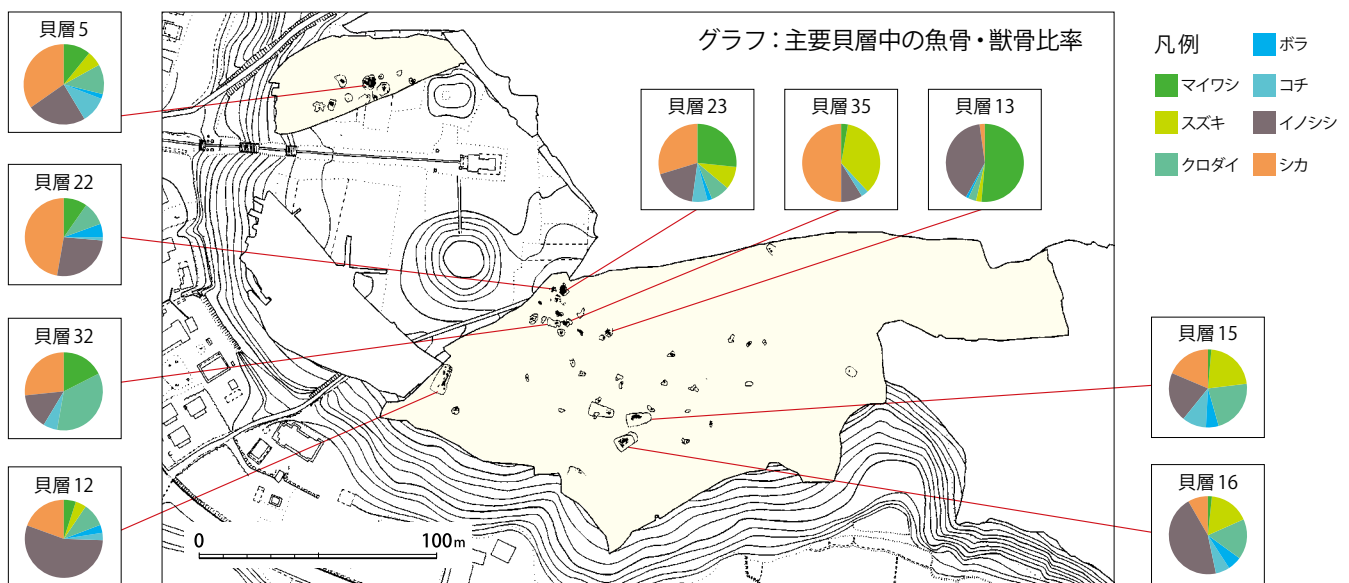 グラフ：主要貝層中の魚骨・獣骨比率
凡例
マイワシ
スズキ
クロダイ
ボラ
コチ
イノシシ
シカ
貝層 5
貝層 22
貝層 32
貝層 12
貝層 23
貝層 35
貝層 13
貝層 15
貝層 16
0
100m